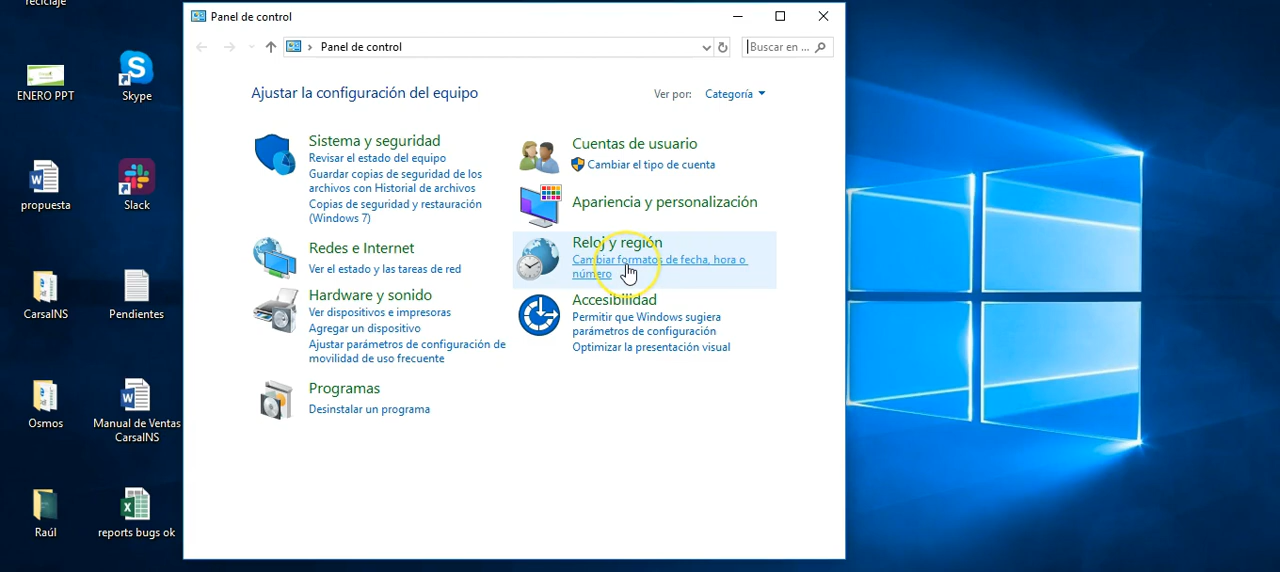 reciclaje
ENERO PPT
Skype
propuesta
Slack
CarsaINS
Pendientes
Osmos
Manual de Ventas
CarsaINS
Raúl
reports bugs ok
Panel de control
Panel de control
Buscar en ...
Ajustar la configuración del equipo
Ver por: Categoría
Sistema y seguridad
Revisar el estado del equipo
Guardar copias de seguridad de los
archivos con Historial de archivos
Copias de seguridad y restauración
(Windows 7)
Redes e Internet
Ver el estado y las tareas de red
Hardware y sonido
Ver dispositivos e impresoras
Agregar un dispositivo
Ajustar parámetros de configuración de
movilidad de uso frecuente
Programas
Desinstalar un programa
Cuentas de usuario
Cambiar el tipo de cuenta
Apariencia y personalización
Reloj y región
Cambiar formatos de fecha, hora o
número
Accesibilidad
Permitir que Windows sugiera
parámetros de configuración
Optimizar la presentación visual